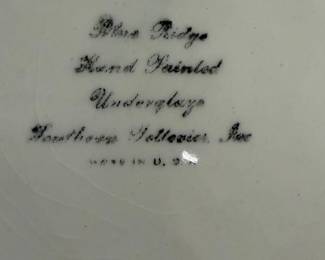 Blue Ridge
Hand Painted
Underglaze
Southern Potteries, Inc
MADE IN U. S. A.